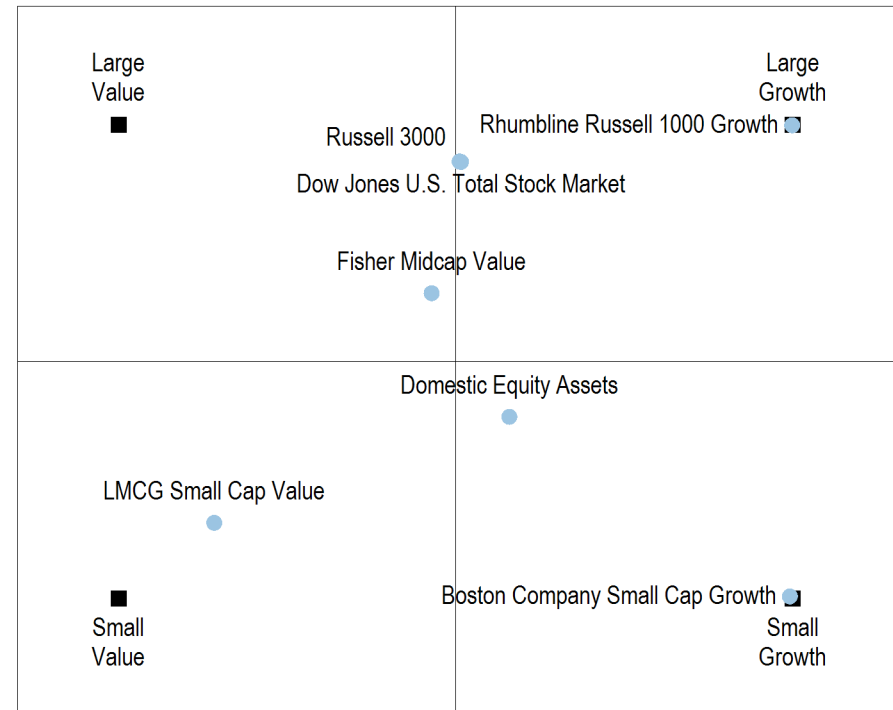 Large
Value
Large
Growth
Russell 3000
Rhumbline Russell 1000 Growth
Dow Jones U.S. Total Stock Market
Fisher Midcap Value
Domestic Equity Assets
LMCG Small Cap Value
Boston Company Small Cap Growth
Small
Value
Small
Growth